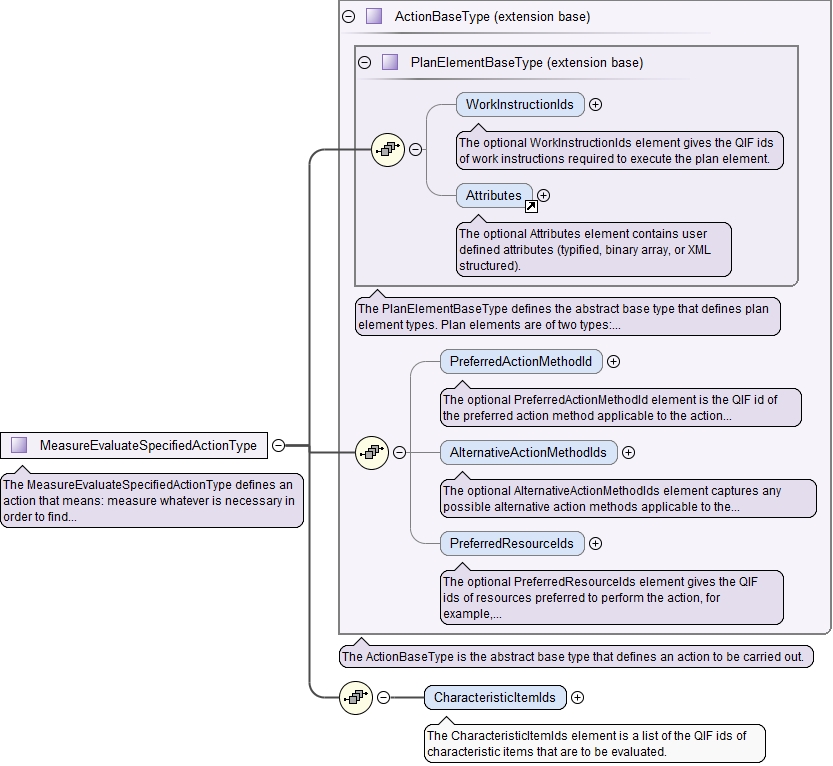 ActionBaseType (extension base)
PlanElementBaseType (extension base)
WorkInstructionIds
The optional WorkInstructionIds element gives the QIF ids
of work instructions required to execute the plan element.
Attributes
The optional Attributes element contains user
defined attributes (typified, binary array, or XML
structured).
The PlanElementBaseType defines the abstract base type that defines plan
element types. Plan elements are of two types:...
PreferredActionMethodId
The optional PreferredActionMethodId element is the QIF id of
the preferred action method applicable to the action...
MeasureEvaluateSpecifiedActionType
The MeasureEvaluateSpecifiedActionType defines an
action that means: measure whatever is necessary in
order to find...
AlternativeActionMethodIds
The optional AlternativeActionMethodIds element captures any
possible alternative action methods applicable to the...
PreferredResourceIds
The optional PreferredResourceIds element gives the QIF
ids of resources preferred to perform the action, for
example,...
The ActionBaseType is the abstract base type that defines an action to be carried out.
CharacteristicItemIds
The CharacteristicItemIds element is a list of the QIF ids of
characteristic items that are to be evaluated.